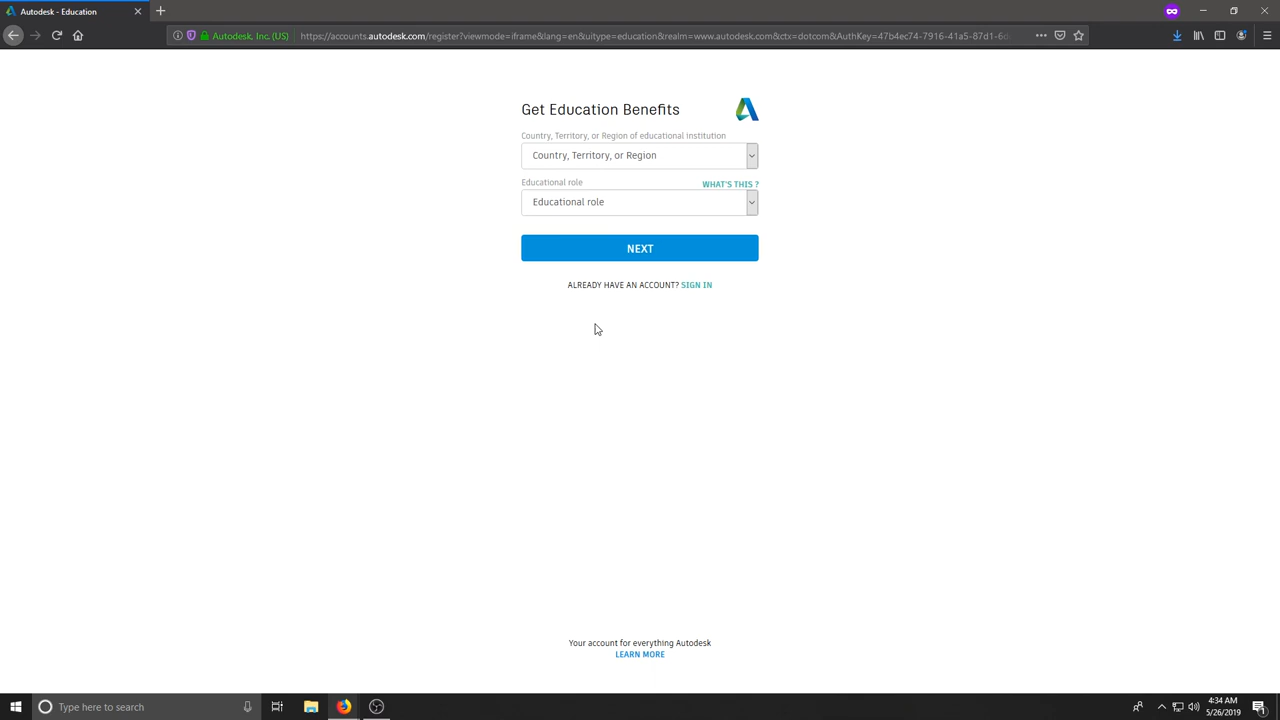 Autodesk - Education
Autodesk, Inc. (US)
https://accounts.autodesk.com/register?viewmode=iframe&lang=en&uitype=education&realm=www.autodesk.com&ctx=dotcom&AuthKey=47b4ec74-7916-41a5-87d1-6d
Get Education Benefits
Country, Territory, or Region of educational institution
Country, Territory, or Region
Educational role
WHAT'S THIS ?
Educational role
NEXT
ALREADY HAVE AN ACCOUNT? SIGN IN
Your account for everything Autodesk
LEARN MORE
Type here to search
4:34 AM
5/26/2019
1